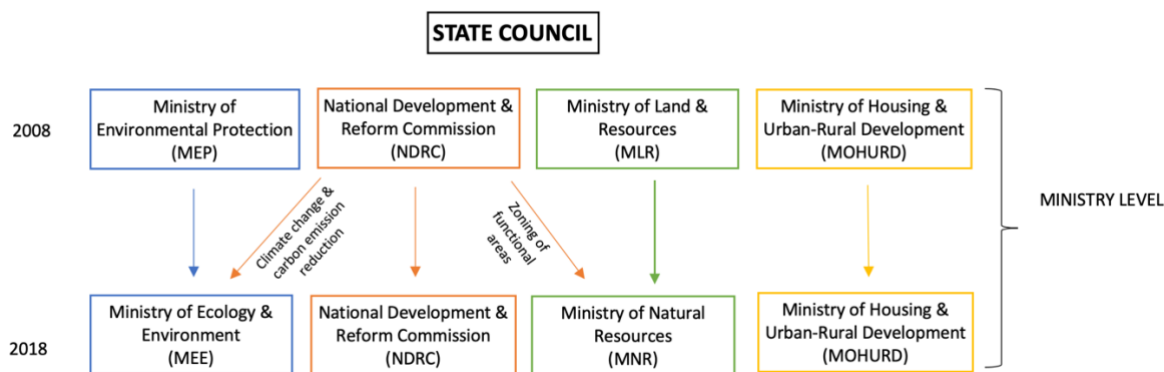 STATE COUNCIL
2008
Ministry of
Environmental Protection
(MEP)
National Development &
Reform Commission
(NDRC)
Ministry of Land &
Resources
(MLR)
Ministry of Housing &
Urban-Rural Development
(MOHURD)
MINISTRY LEVEL
Climate change &
carbon emission
reduction
Zoning of
functional
areas
2018
Ministry of Ecology &
Environment
(MEE)
National Development &
Reform Commission
(NDRC)
Ministry of Natural
Resources
(MNR)
Ministry of Housing &
Urban-Rural Development
(MOHURD)